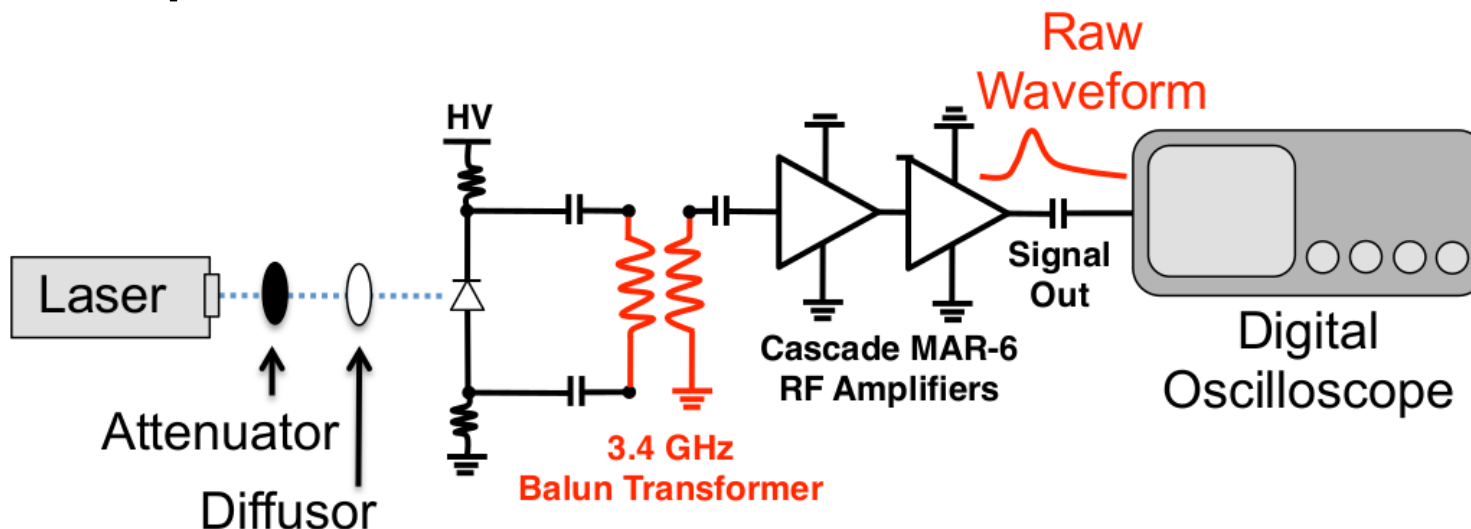 Raw
Waveform
HV
Laser
Signal
Out
Cascade MAR-6
RF Amplifiers
Digital
Oscilloscope
Attenuator
3.4 GHz
Balun Transformer
Diffusor